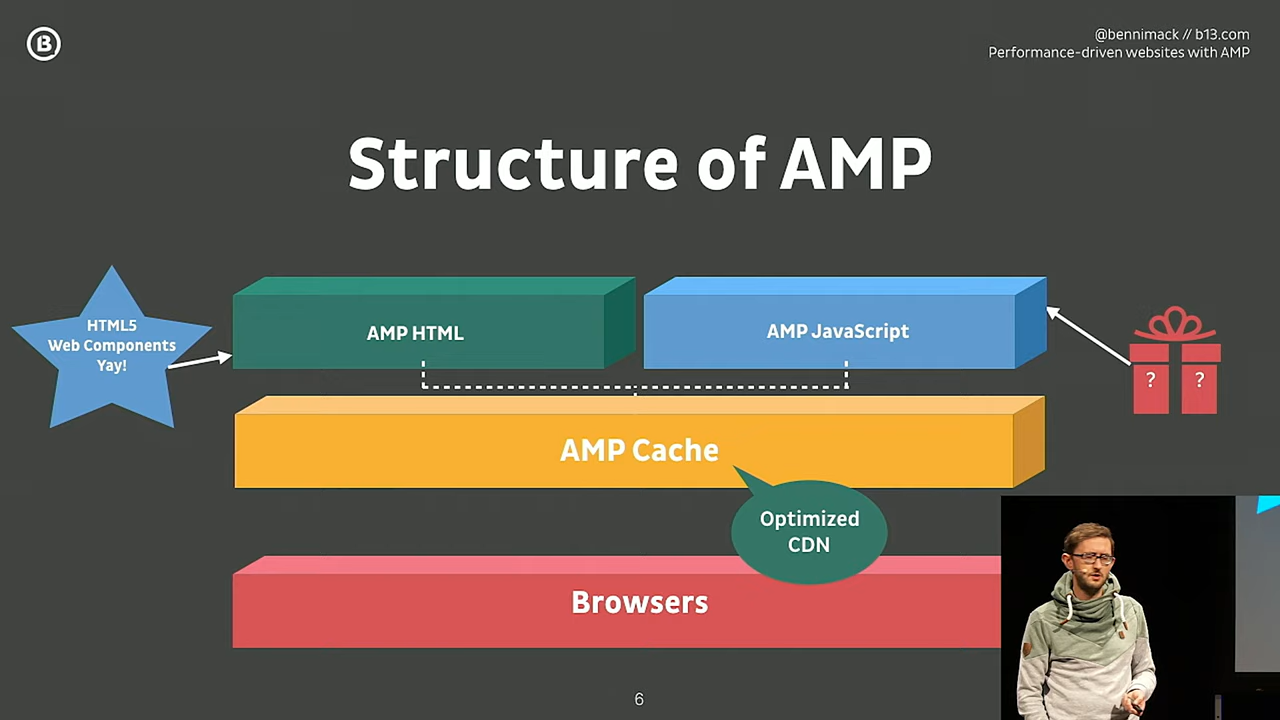 B
@bennimack // b13.com
Performance-driven websites with AMP
Structure of AMP
HTML5
Web Components
Yay!
AMP HTML
AMP JavaScript
? ?
AMP Cache
Optimized
CDN
Browsers
6